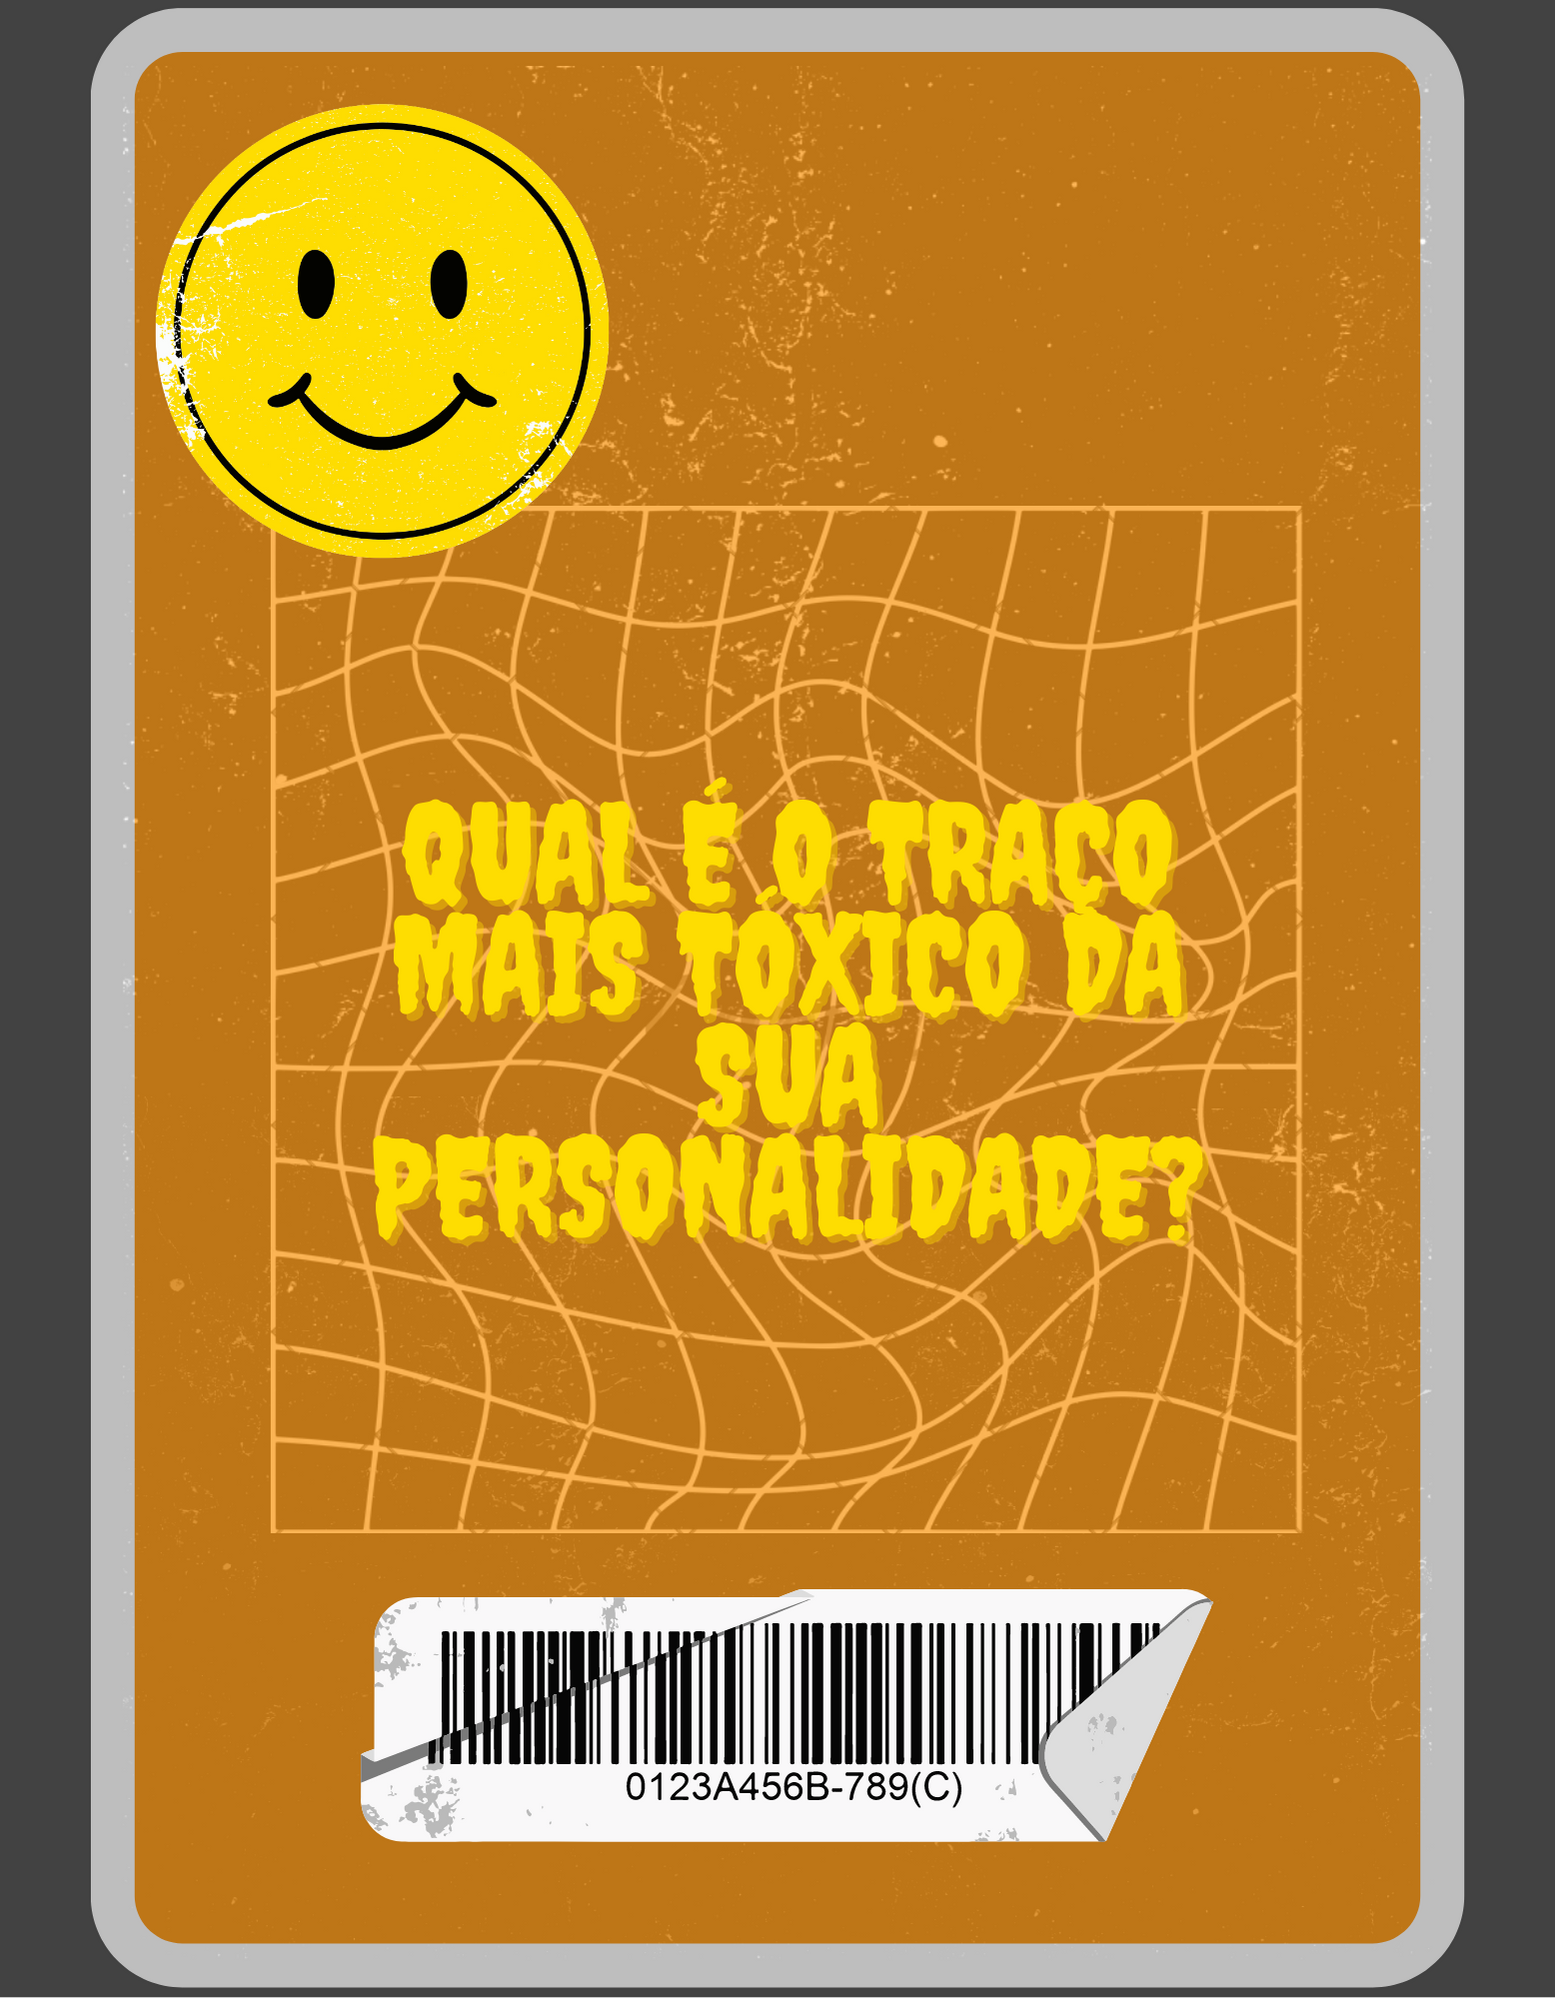 QUAL É O TRAÇO
MAIS TÓXICO DA
SUA
PERSONALIDADE?
0123A456B-789(C)